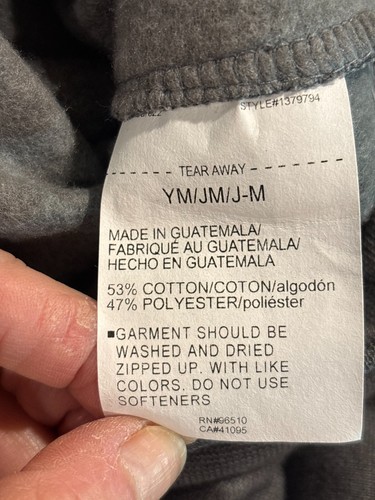 STYLE#1379794
TEAR AWAY
YM/JM/J-M
MADE IN GUATEMALA/
FABRIQUÉ AU GUATEMALA/
HECHO EN GUATEMALA
53% COTTON/COTON/algodón
47% POLYESTER/poliéster
■GARMENT SHOULD BE
WASHED AND DRIED
ZIPPED UP. WITH LIKE
COLORS. DO NOT USE
SOFTENERS
RN#96510
CA#41095